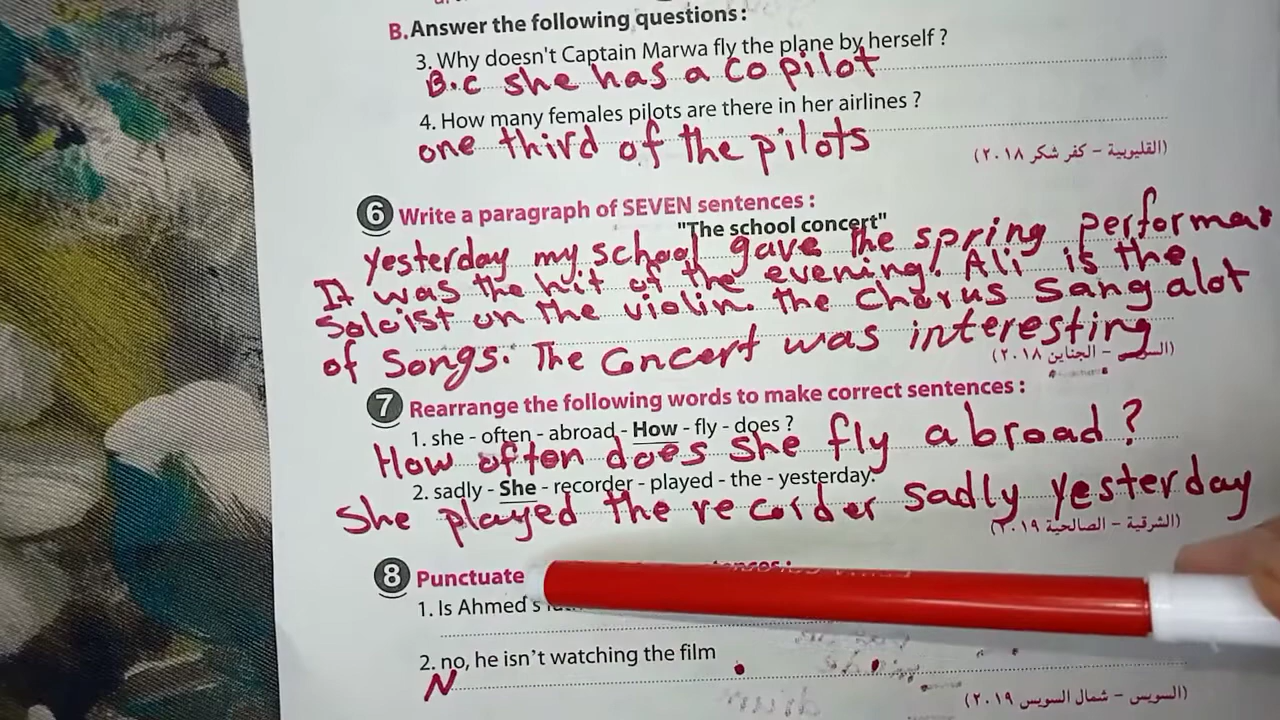 B. Answer the following questions:
3. Why doesn't Captain Marwa fly the plane by herself ?
B.c she has a copilot
4. How many females pilots are there in her airlines ?
one third of the pilots
(القليوبية - كفر شكر ٢٠١٨)
6 Write a paragraph of SEVEN sentences :
"The school concert"
yesterday my school gave the spring
It was the hit of the evening. Ali is the
Soloist on the violin. the chorus sang alot
of songs. The concert was interesting
الجناين ٢٠١٨)
7 Rearrange the following words to make correct sentences :
1. she - often - abroad - How - fly - does ?
How often does she fly abroad?
2. sadly - She - recorder - played - the - yesterday.
She played the recorder sadly yesterday
(الشرقية - الصالحية ٢٠١٩)
8 Punctuate
1. Is Ahmed's
2. no, he isn't watching the film
N
(السويس - شمال السويس ٢٠١٩)